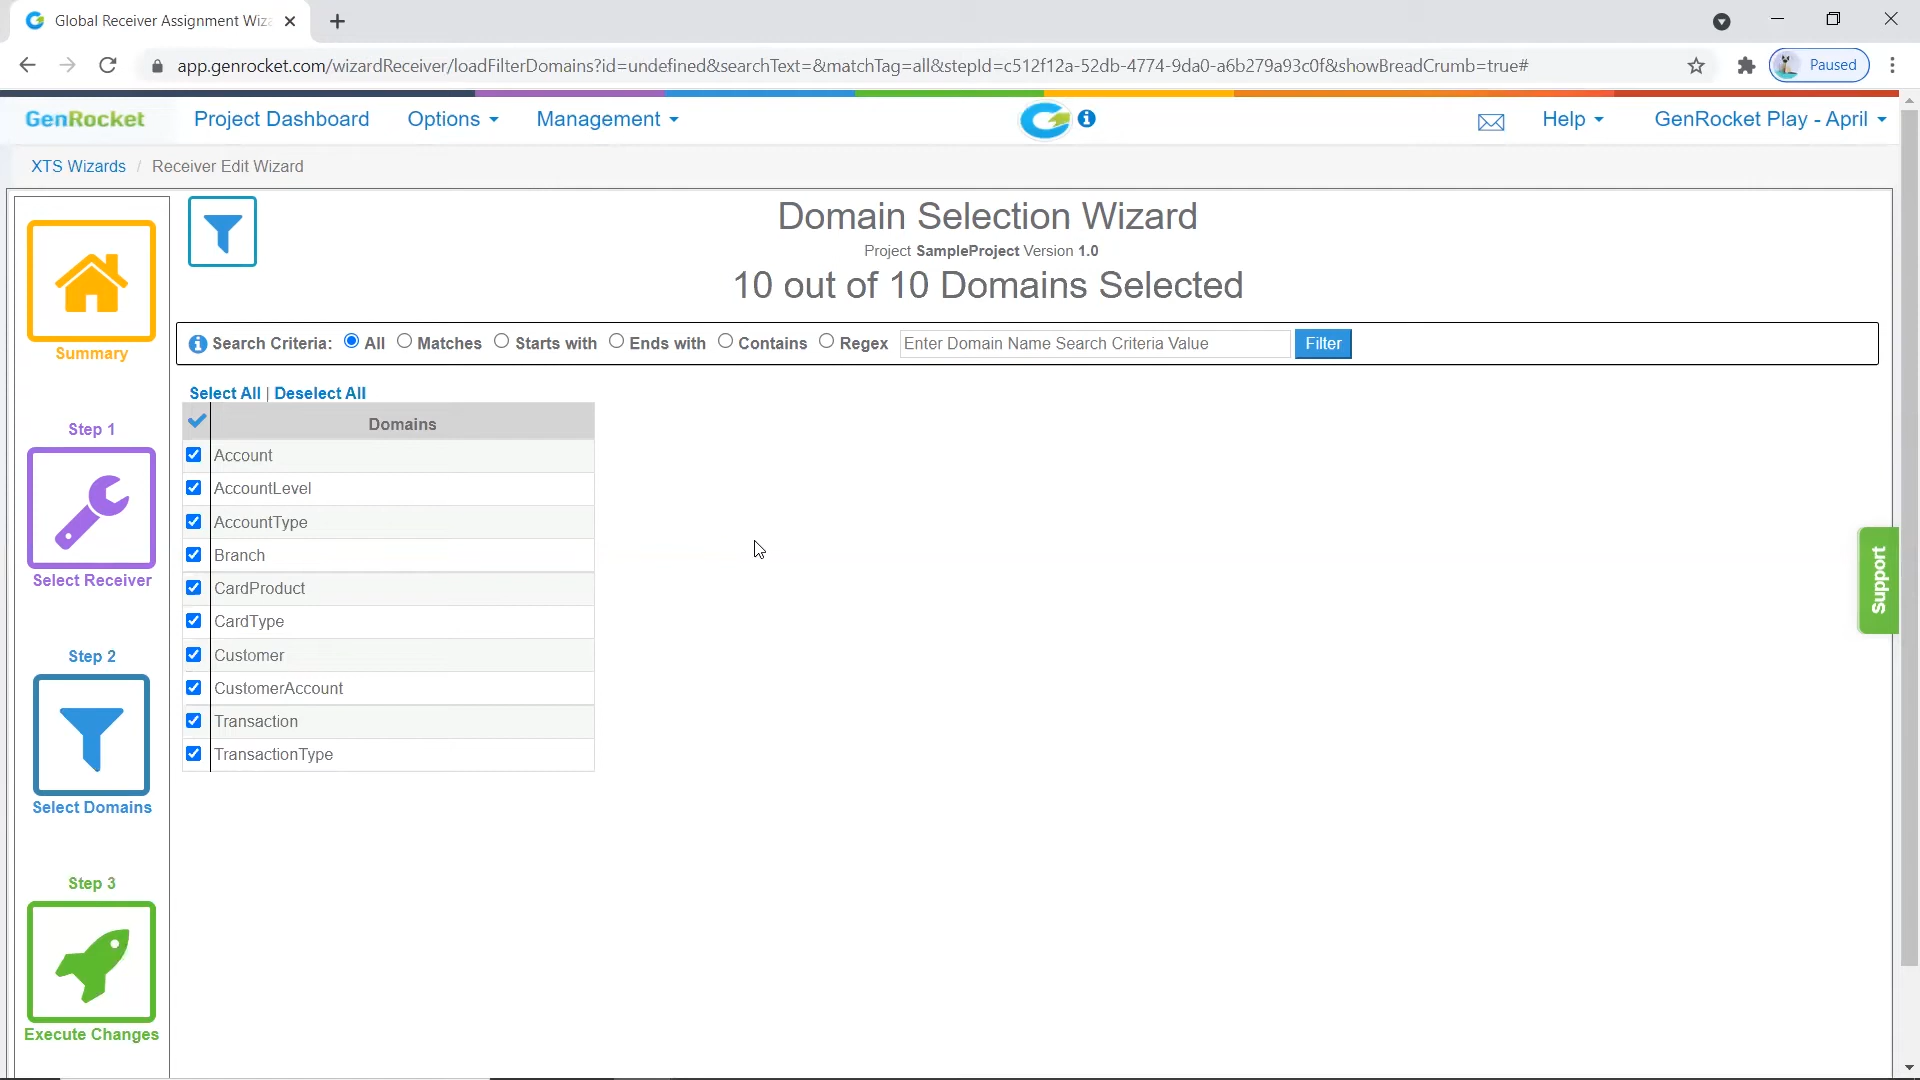 Global Receiver Assignment Wiza
app.genrocket.com/wizardReceiver/loadFilterDomains?id=undefined&searchText=&matchTag=all&stepId=c512f12a-52db-4774-9da0-a6b279a93c0f&showBreadCrumb=true#
Paused
GenRocket Project Dashboard Options Management Help GenRocket Play - April
XTS Wizards / Receiver Edit Wizard
Summary
Step 1
Select Receiver
Step 2
Select Domains
Step 3
Execute Changes
Domain Selection Wizard
Project SampleProject Version 1.0
10 out of 10 Domains Selected
Search Criteria: All Matches Starts with Ends with Contains Regex Enter Domain Name Search Criteria Value Filter
Select All | Deselect All
Domains
Account
AccountLevel
AccountType
Branch
CardProduct
CardType
Customer
CustomerAccount
Transaction
TransactionType
Support